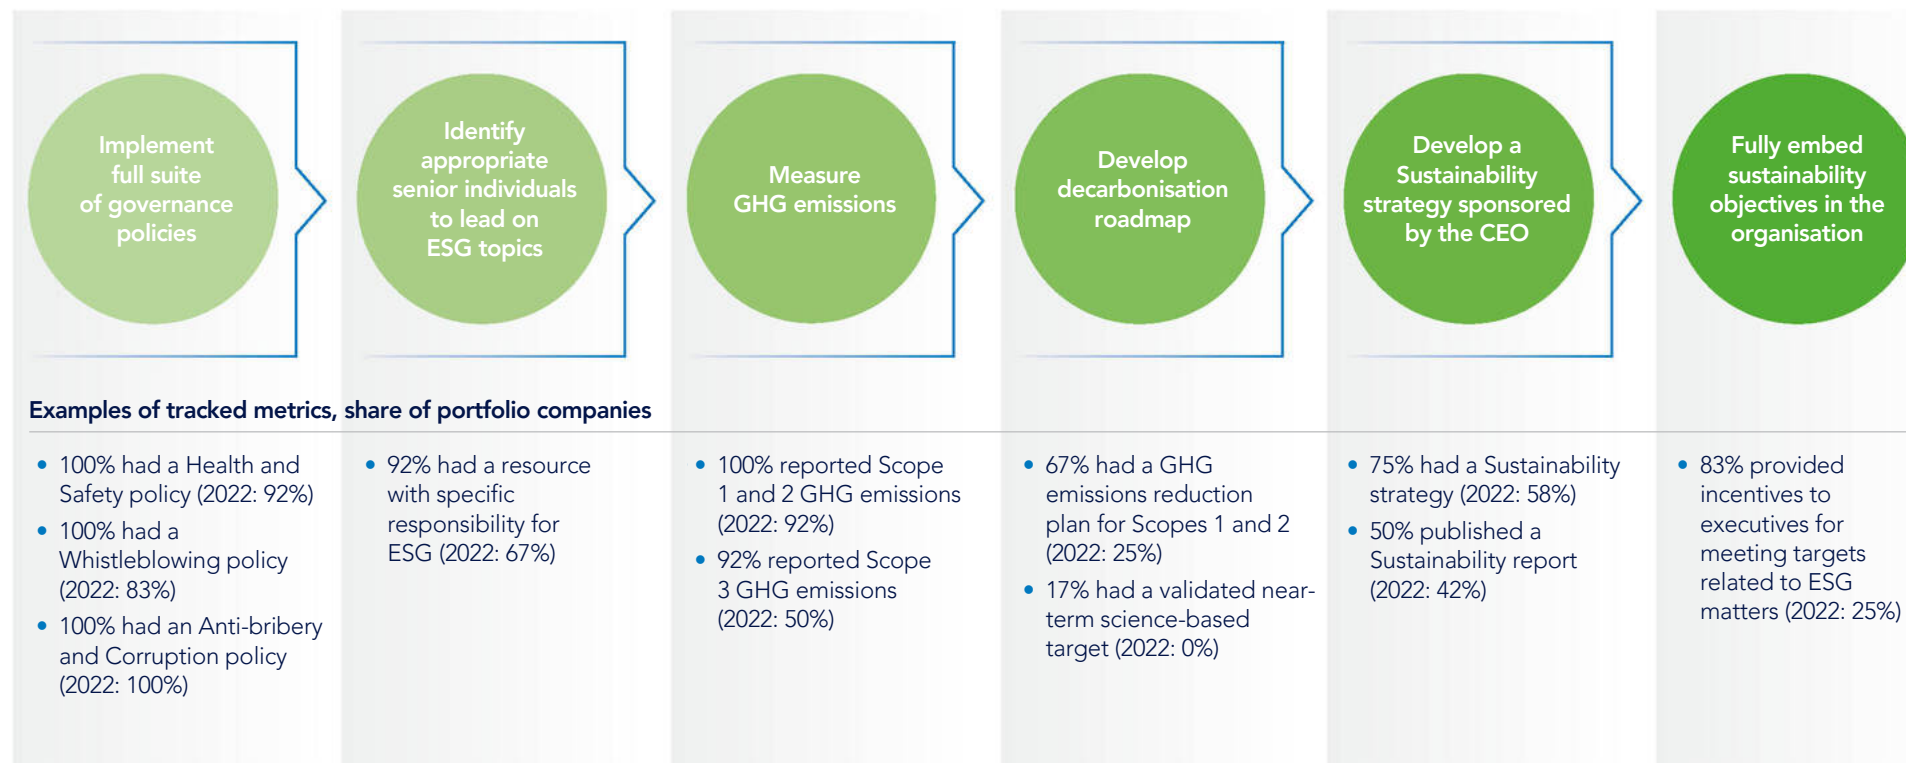 Implement
full suite
of governance
policies
Identify
appropriate
senior individuals
to lead on
ESG topics
Measure
GHG emissions
Develop
decarbonisation
roadmap
Develop a
Sustainability
strategy sponsored
by the CEO
Fully embed
sustainability
objectives in the
organisation
Examples of tracked metrics, share of portfolio companies
• 100% had a Health and
Safety policy (2022: 92%)
• 100% had a
Whistleblowing policy
(2022: 83%)
• 100% had an Anti-bribery
and Corruption policy
(2022: 100%)
• 92% had a resource
with specific
responsibility for
ESG (2022: 67%)
• 100% reported Scope
1 and 2 GHG emissions
(2022: 92%)
• 92% reported Scope
3 GHG emissions
(2022: 50%)
• 67% had a GHG
emissions reduction
plan for Scopes 1 and 2
(2022: 25%)
• 17% had a validated near-
term science-based
target (2022: 0%)
• 75% had a Sustainability
strategy (2022: 58%)
• 50% published a
Sustainability report
(2022: 42%)
• 83% provided
incentives to
executives for
meeting targets
related to ESG
matters (2022: 25%)